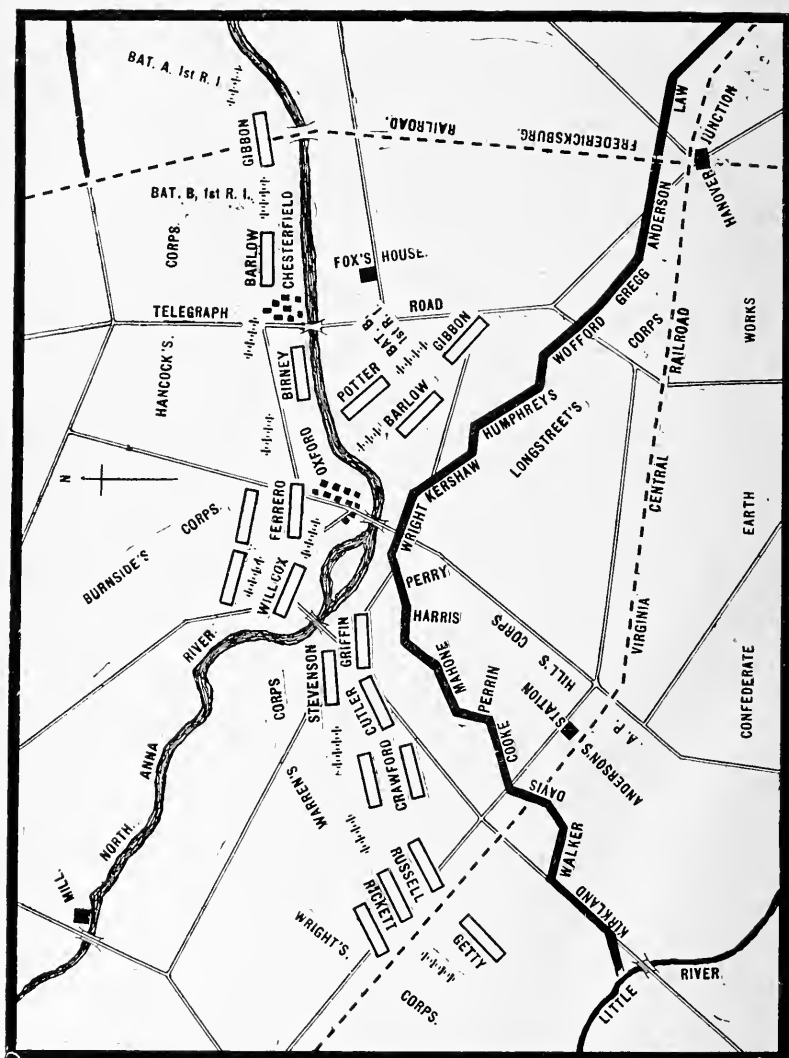 BAT. A. 1st R. I.
GIBBON
RAILROAD.
FREDERICKSBURG.
LAW
HANOVER JUNCTION
BAT. B, 1st R. I.
CORPS.
BARLOW
CHESTERFIELD
FOX'S HOUSE.
ANDERSON
TELEGRAPH ROAD
BAT. B
1st R. I.
GIBBON
GREGG
WOFFORD
CORPS
RAILROAD
WORKS
HANCOCK'S.
BIRNEY
POTTER
BARLOW
HUMPHREYS
LONGSTREET'S
N
OXFORD
KERSHAW
CENTRAL
BURNSIDE'S CORPS.
FERRERO
WRIGHT
EARTH
WILLCOX
PERRY
HARRIS
HILL'S CORPS
VIRGINIA
RIVER.
GRIFFIN
STEVENSON
CORPS
CUTLER
MAHONE
PERRIN
STATION
A. P.
CONFEDERATE
ANNA
WARREN'S
CRAWFORD
COOKE
ANDERSON'S
DAVIS
NORTH.
MILL.
RUSSELL
RICKETT
WALKER
WRIGHT'S.
GETTY
KIRKLAND
CORPS.
LITTLE RIVER.